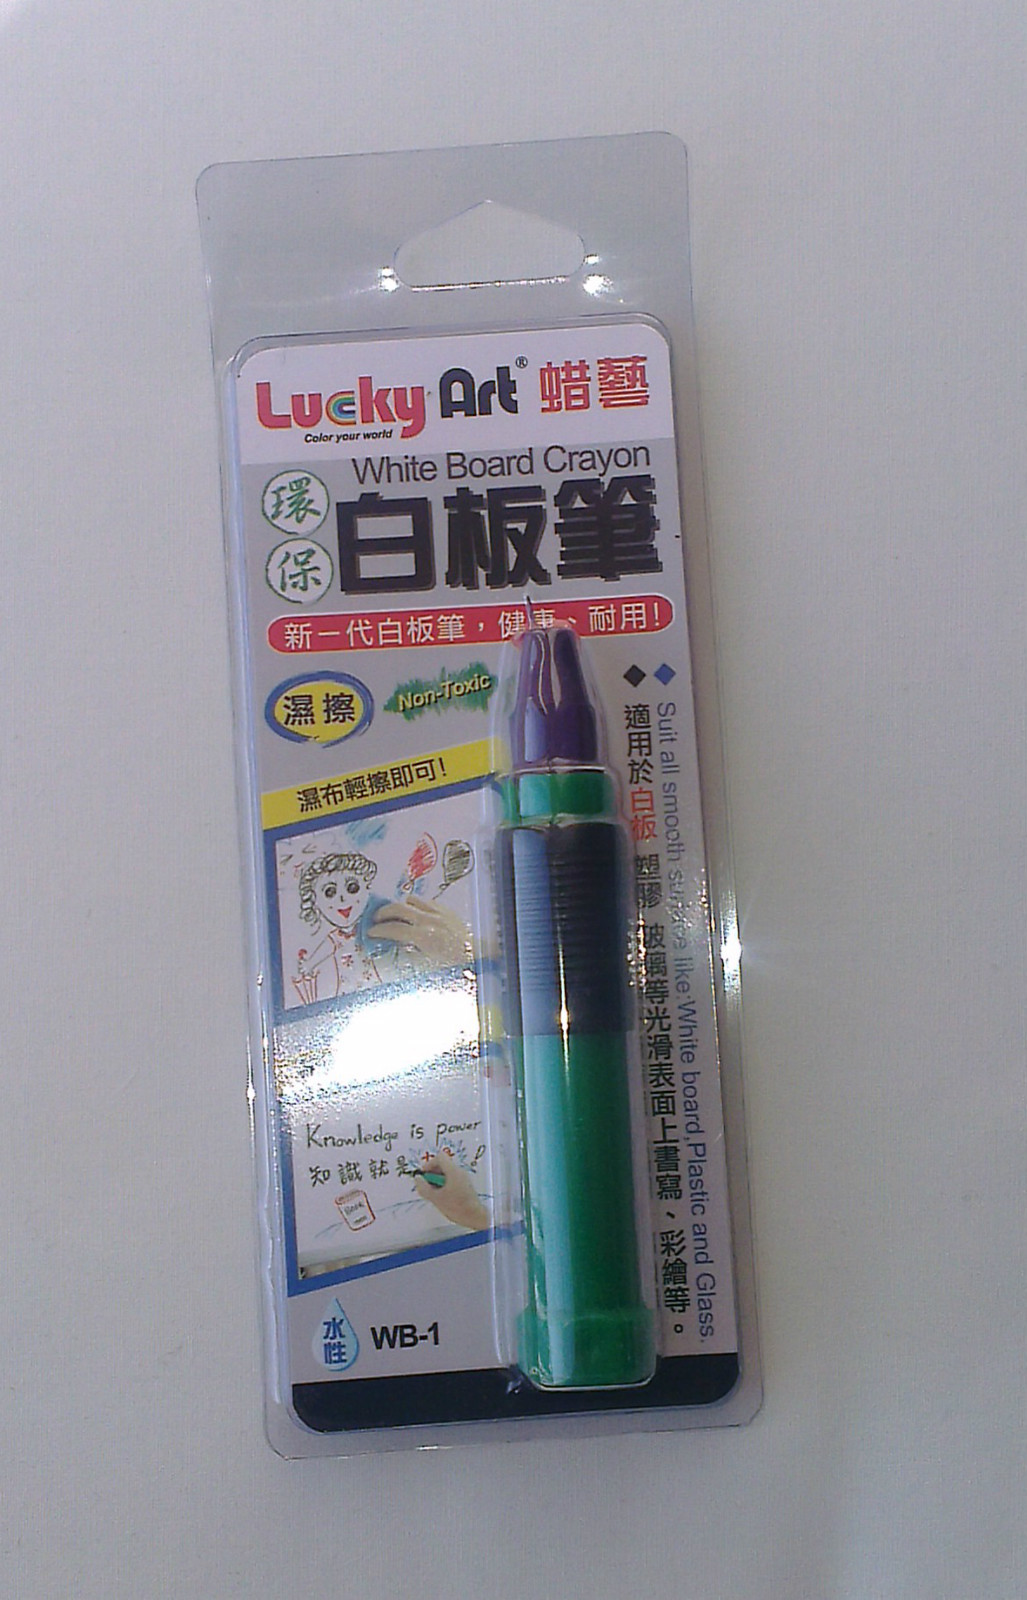 Lucky Art® 蜡藝
Color your world
White Board Crayon
環保
白板筆
新一代白板筆，健康、耐用！
濕擦
Non-Toxic
濕布輕擦即可！
◆ Suit all smooth surface like:White board,Plastic and Glass.
◆ 適用於白板 塑膠 玻璃等光滑表面上書寫、彩繪等。
Knowledge is power
知識就是
!
Book
水性
WB-1